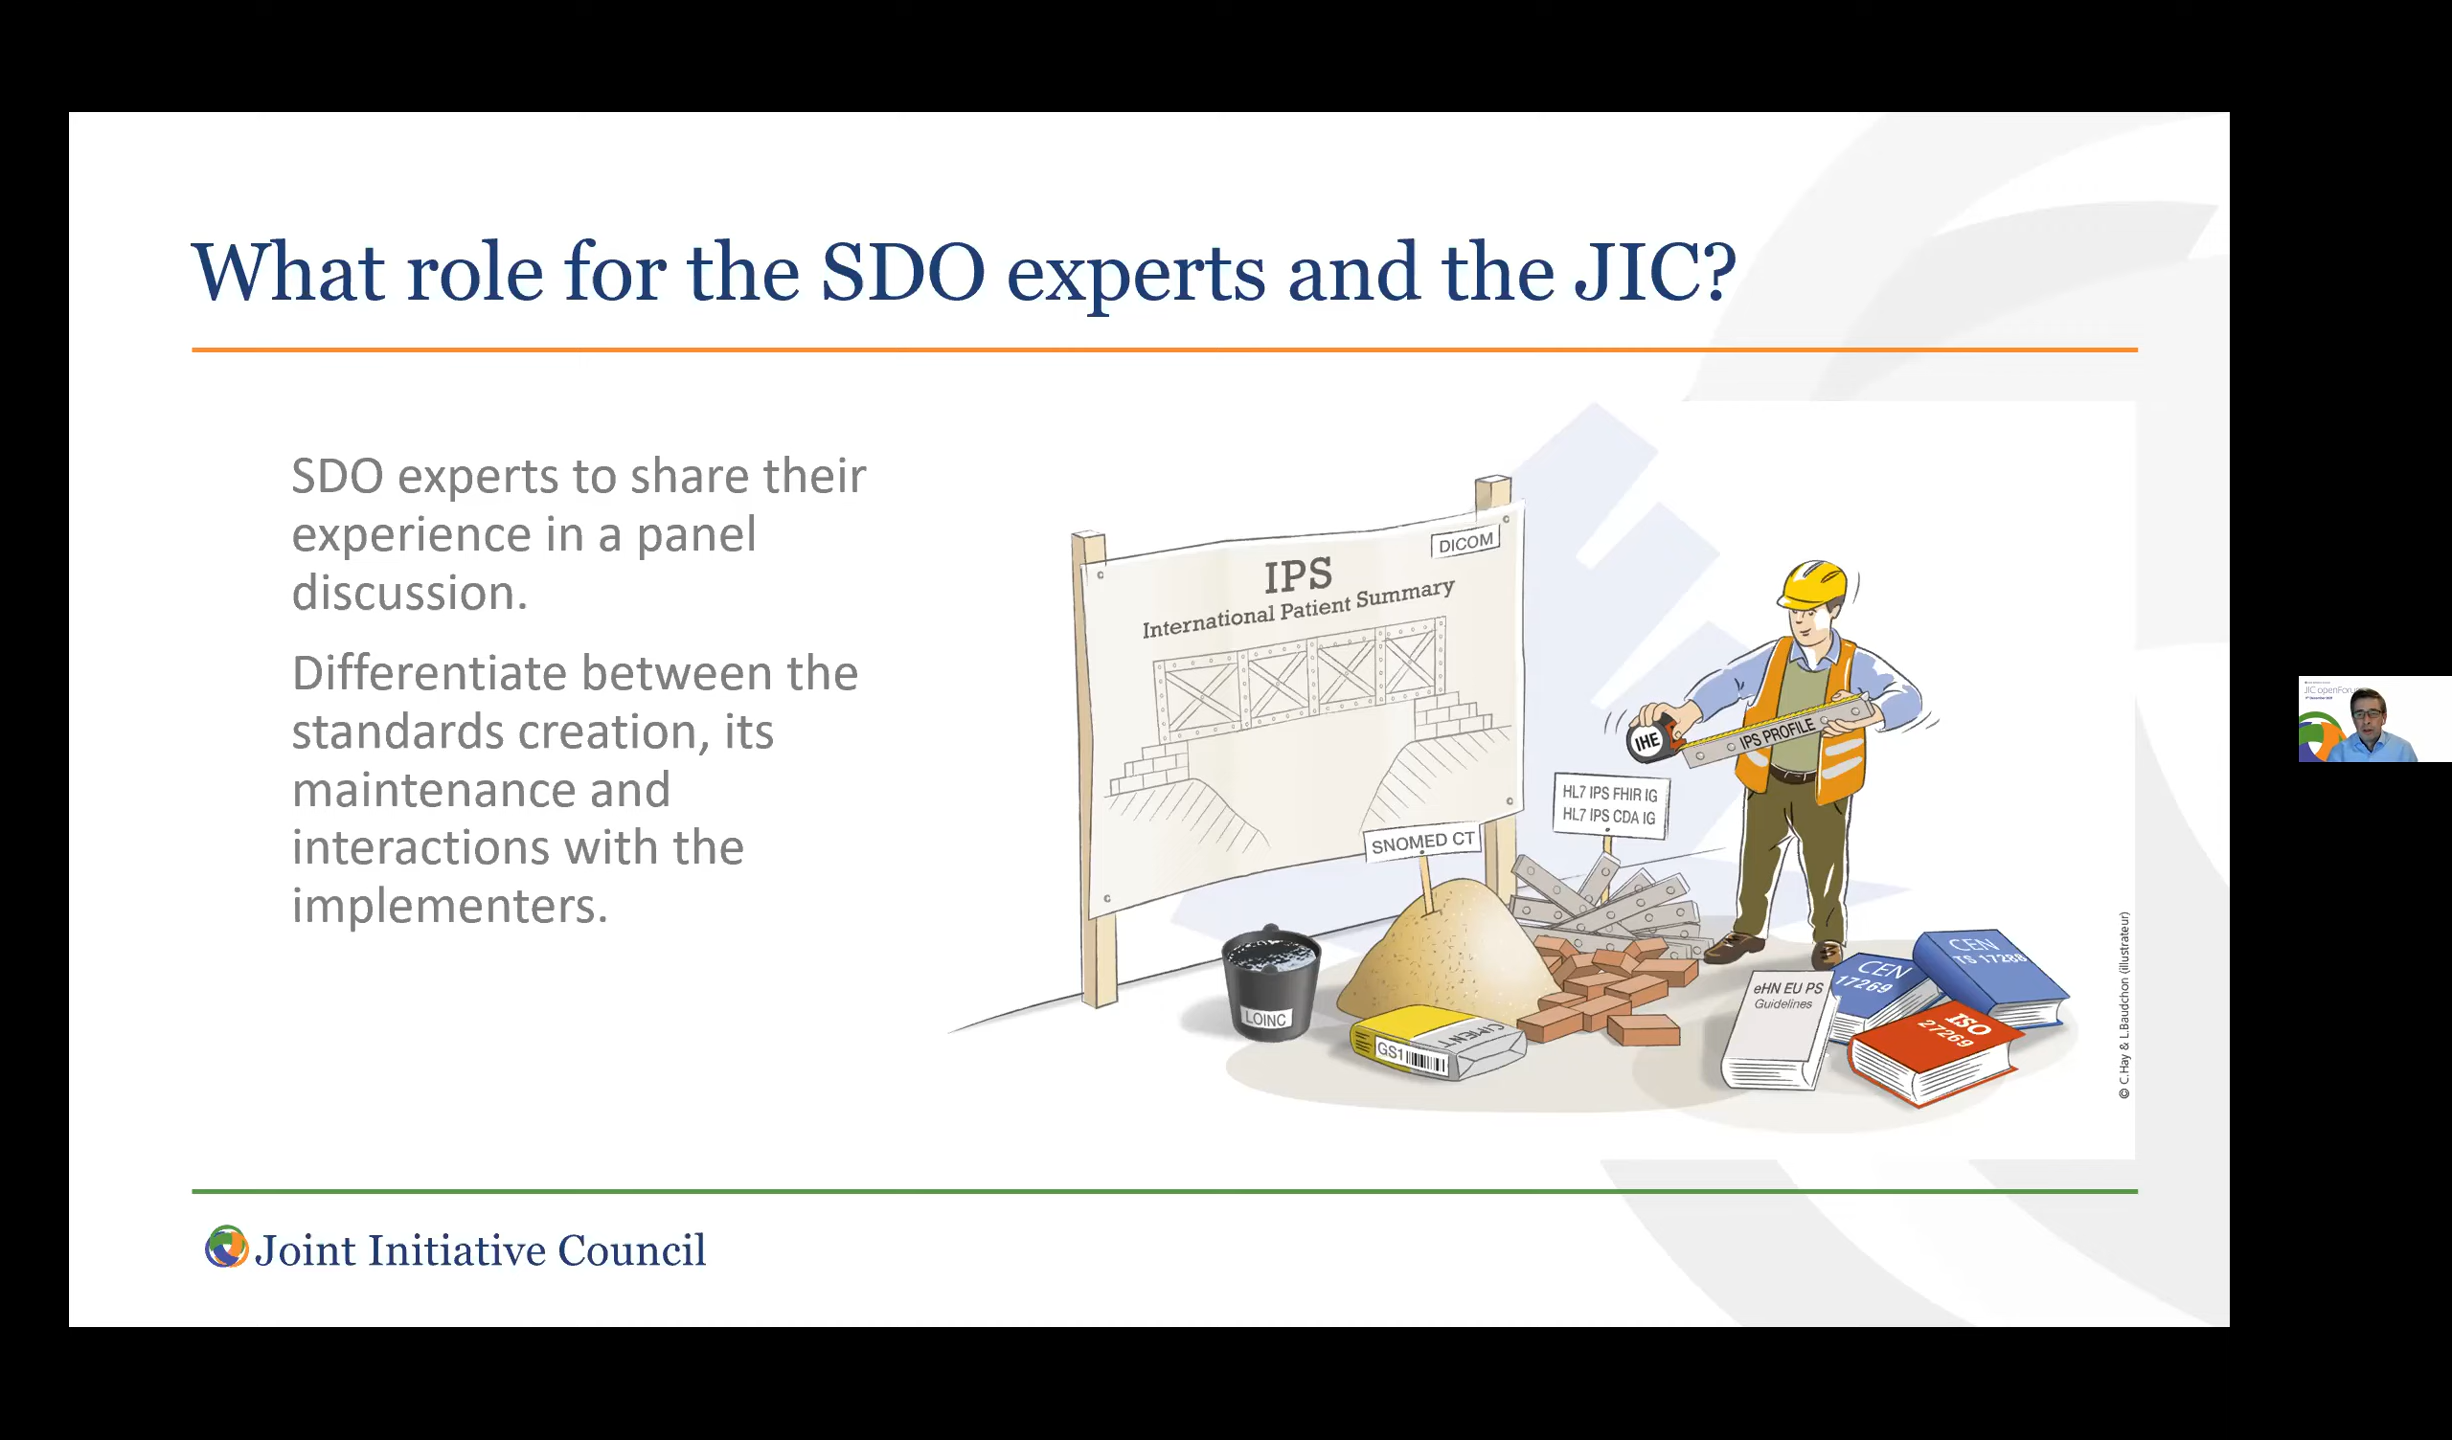 What role for the SDO experts and the JIC?
SDO experts to share their
experience in a panel
discussion.
Differentiate between the
standards creation, its
maintenance and
interactions with the
implementers.
DICOM
IPS
International Patient Summary
IHE
IPS PROFILE
HL7 IPS FHIR IG
HL7 IPS CDA IG
SNOMED CT
LOINC
GS1
CIMENT
eHN EU PS
Guidelines
CEN
17269
CEN
TS 17288
ISO
27269
© C.Hay & L.Baudchon (illustrateur)
Joint Initiative Council